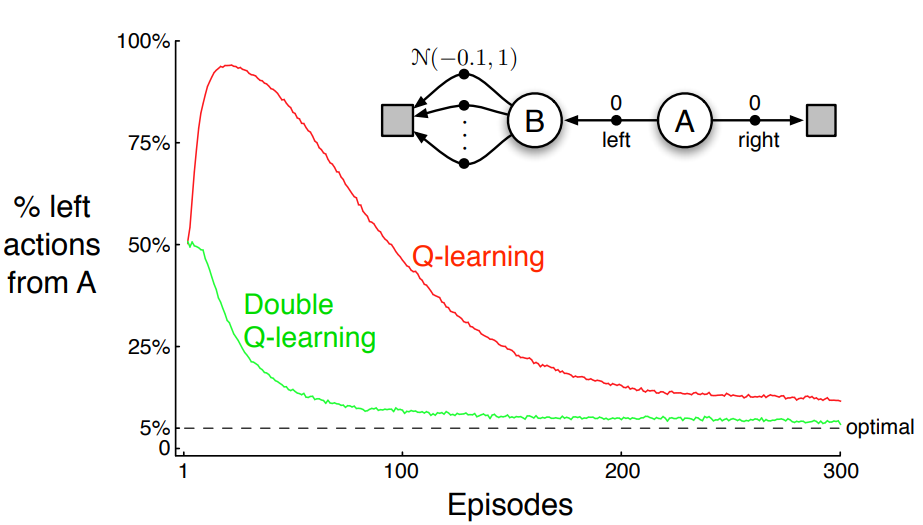 100%
75%
50%
25%
5%
0
% left
actions
from A
N(−0.1, 1)
B
0
left
A
0
right
Q-learning
Double
Q-learning
optimal
1
100
200
300
Episodes